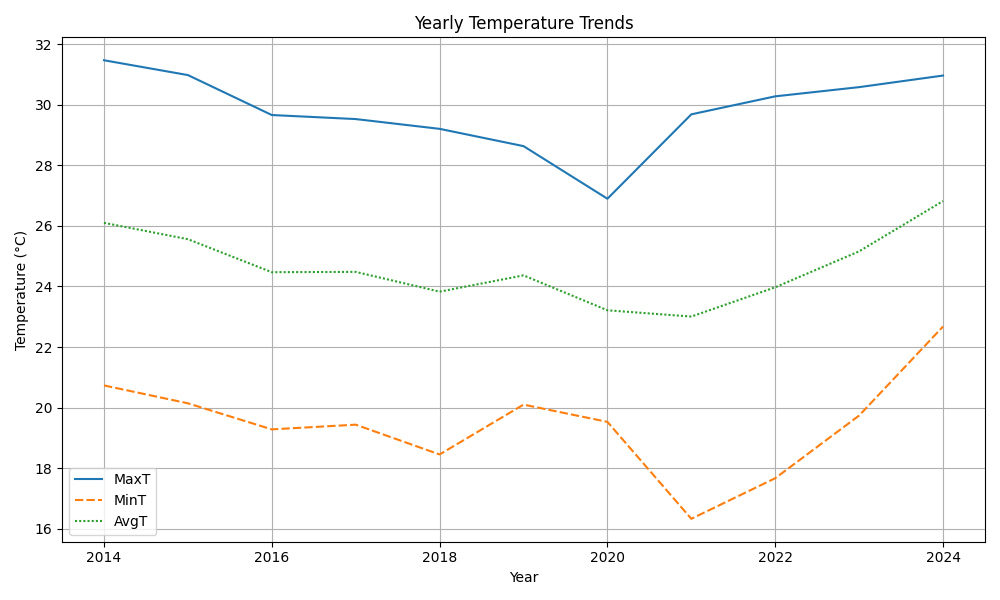 Yearly Temperature Trends
Temperature (°C)
32
30
28
26
24
22
20
18
16
MaxT
MinT
AvgT
2014
2016
2018
2020
2022
2024
Year